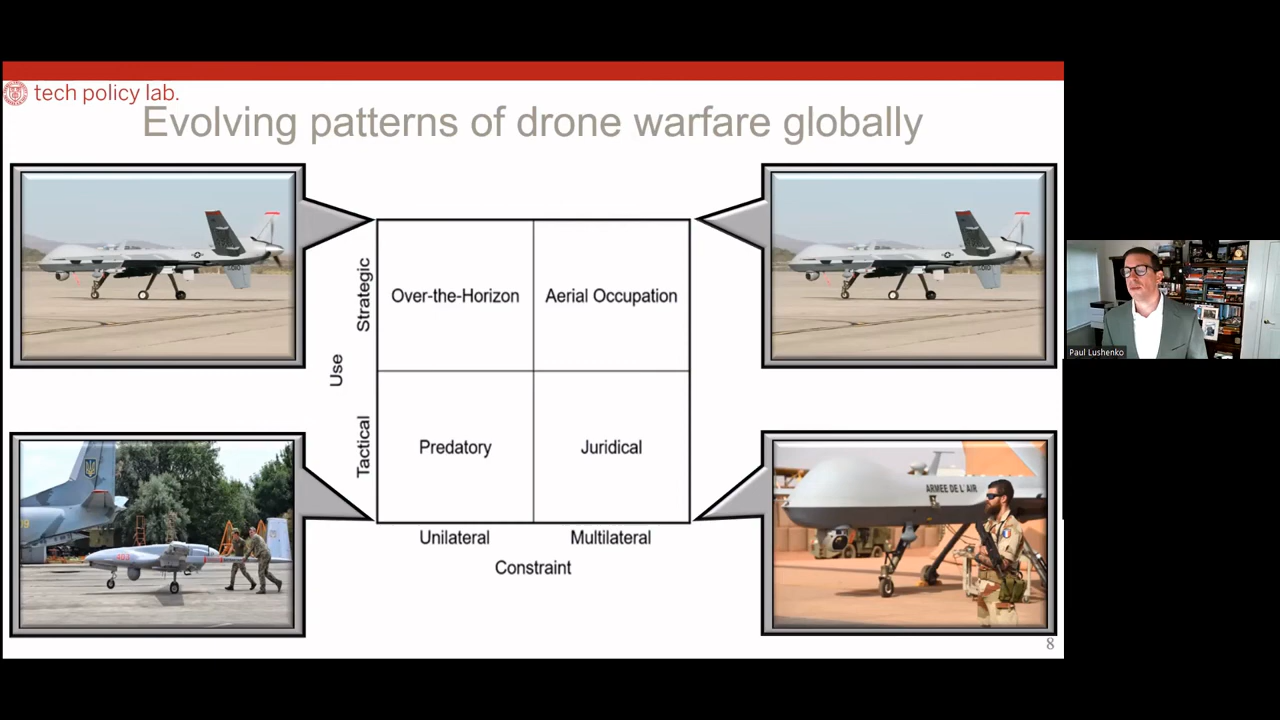 tech policy lab.
Evolving patterns of drone warfare globally
Use
Strategic
Over-the-Horizon
Aerial Occupation
Tactical
Predatory
Juridical
Unilateral
Multilateral
Constraint
403
ARMEE DE L'AIR
8
Paul Lushenko